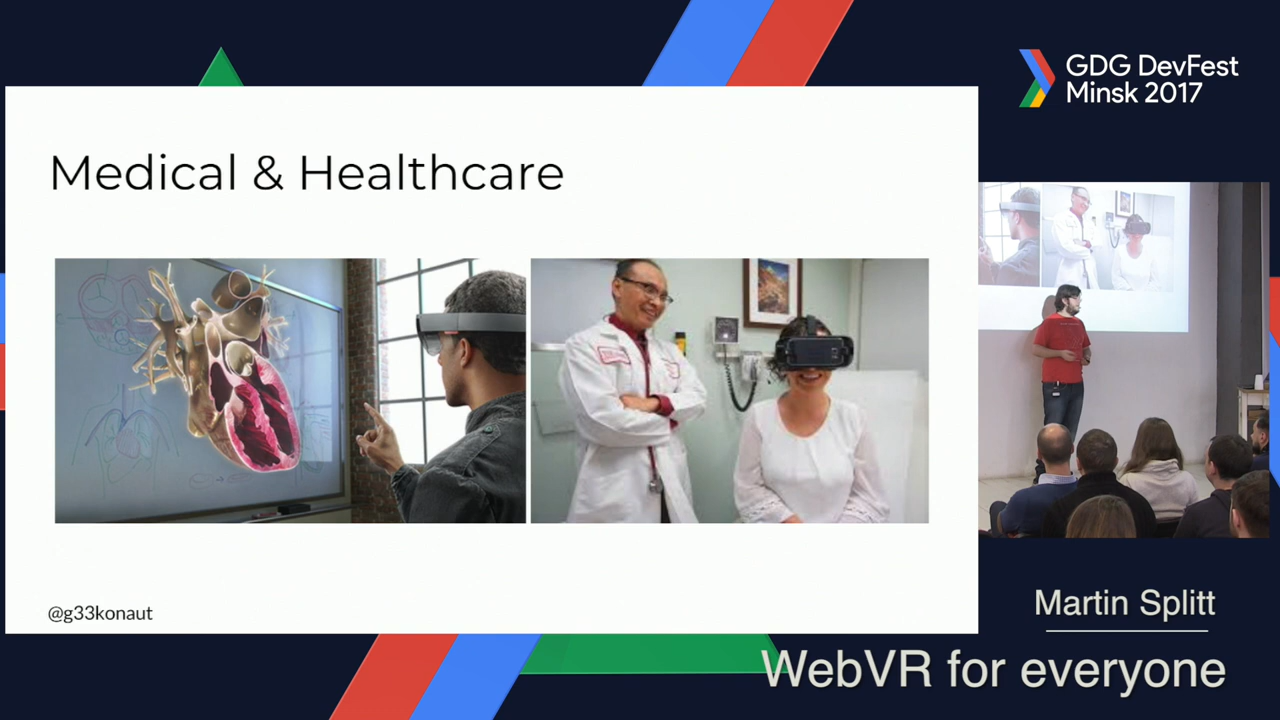 GDG DevFest
Minsk 2017
Medical & Healthcare
@g33konaut
Martin Splitt
WebVR for everyone